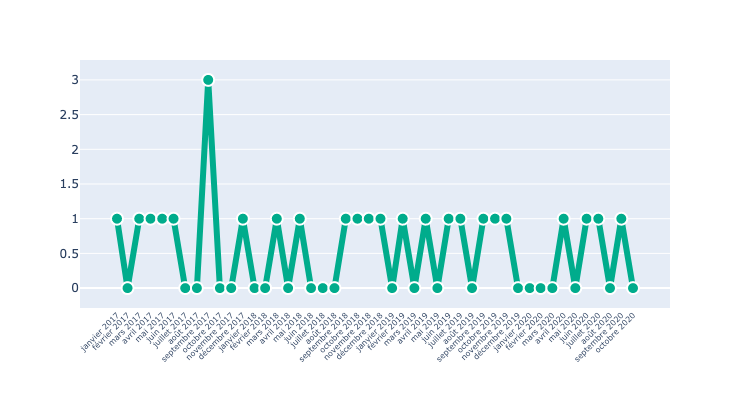 3
2.5
2
1.5
1
0.5
0
janvier 2017
février 2017
mars 2017
avril 2017
mai 2017
juin 2017
juillet 2017
août 2017
septembre 2017
octobre 2017
novembre 2017
décembre 2017
janvier 2018
février 2018
mars 2018
avril 2018
mai 2018
juin 2018
juillet 2018
août 2018
septembre 2018
octobre 2018
novembre 2018
décembre 2018
janvier 2019
février 2019
mars 2019
avril 2019
mai 2019
juin 2019
juillet 2019
août 2019
septembre 2019
octobre 2019
novembre 2019
décembre 2019
janvier 2020
février 2020
mars 2020
avril 2020
mai 2020
juin 2020
juillet 2020
août 2020
septembre 2020
octobre 2020